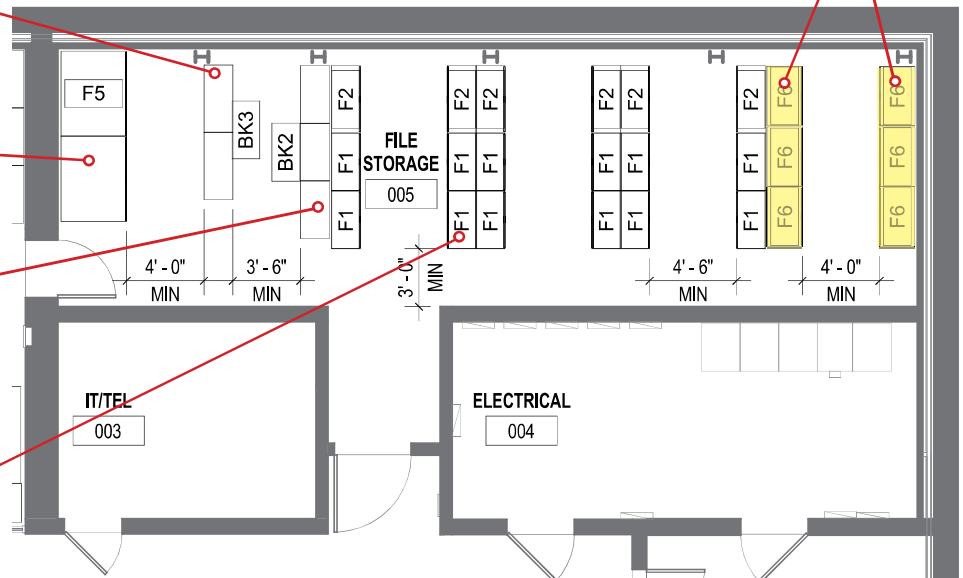 F5
BK3
BK2
F2
F1
F1
FILE
STORAGE
005
F2 F2
F1 F1
F1 F1
F2 F2
F1 F1
F1 F1
F2
F1
F1
F6
F6
F6
F6
F6
F6
4' - 0"
MIN
3' - 6"
MIN
3' - 0"
MIN
4' - 6"
MIN
4' - 0"
MIN
IT/TEL
003
ELECTRICAL
004